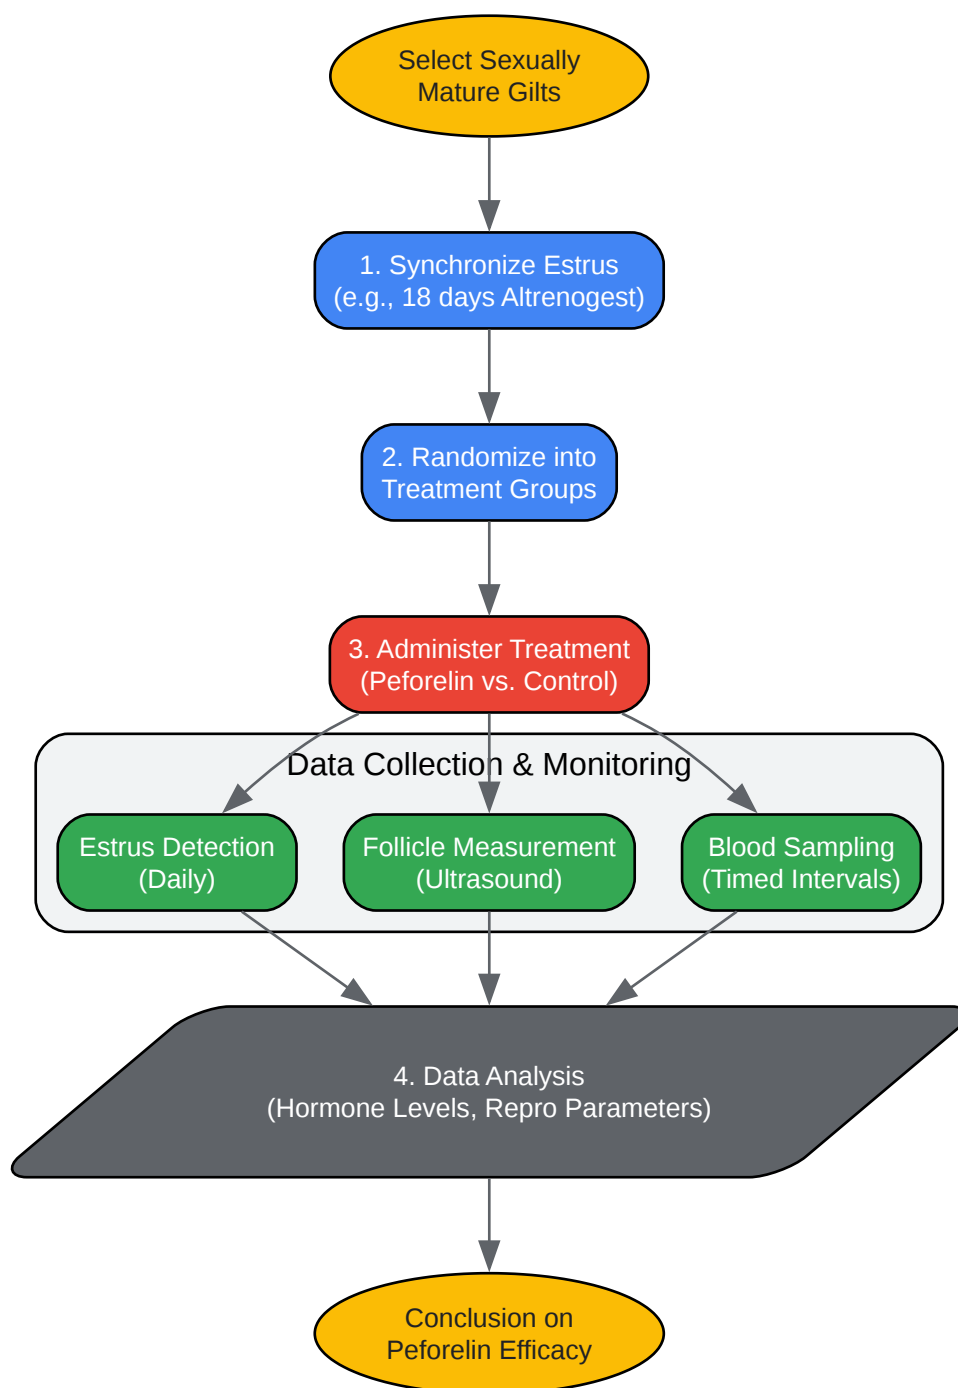 Select Sexually
Mature Gilts
1. Synchronize Estrus
(e.g., 18 days Altrenogest)
2. Randomize into
Treatment Groups
3. Administer Treatment
(Peforelin vs. Control)
Data Collection & Monitoring
Estrus Detection
(Daily)
Follicle Measurement
(Ultrasound)
Blood Sampling
(Timed Intervals)
4. Data Analysis
(Hormone Levels, Repro Parameters)
Conclusion on
Peforelin Efficacy